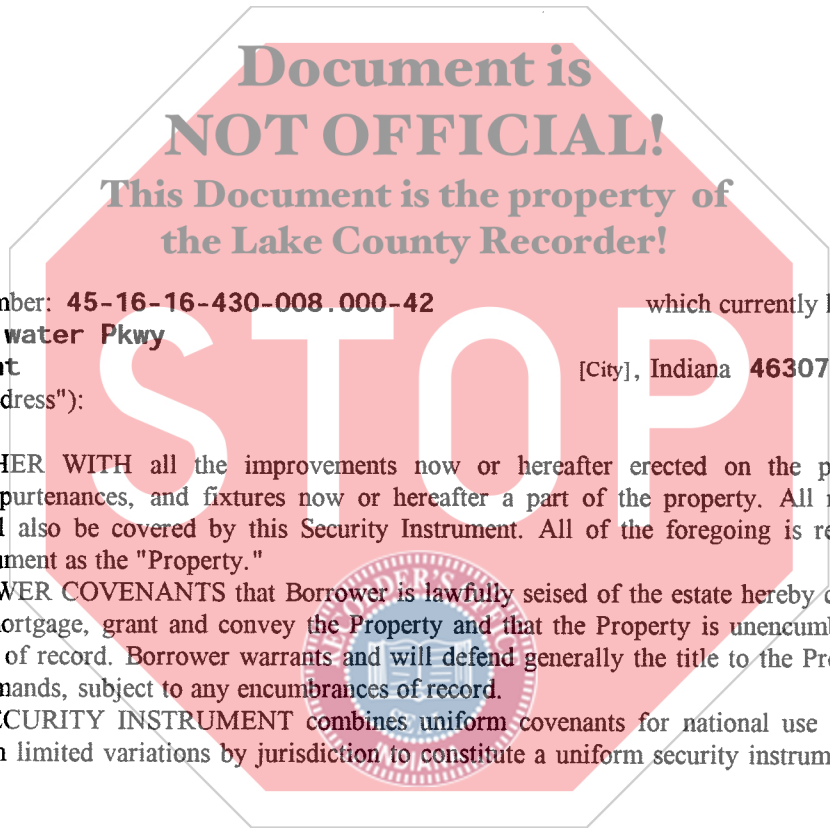 Document is
NOT OFFICIAL!
This Document is the property of
the Lake County Recorder!
mber: 45-16-16-430-008.000-42 which currently
water Pkwy
[City], Indiana 46307
dress"):
STOP
HER WITH all the improvements now or hereafter erected on the p
purtenances, and fixtures now or hereafter a part of the property. All
also be covered by this Security Instrument. All of the foregoing is re
ument as the "Property."
WER COVENANTS that Borrower is lawfully seised of the estate hereby
ortgage, grant and convey the Property and that the Property is unencumb
of record. Borrower warrants and will defend generally the title to the Pro
mands, subject to any encumbrances of record.
ECURITY INSTRUMENT combines uniform covenants for national use
limited variations by jurisdiction to constitute a uniform security instrum